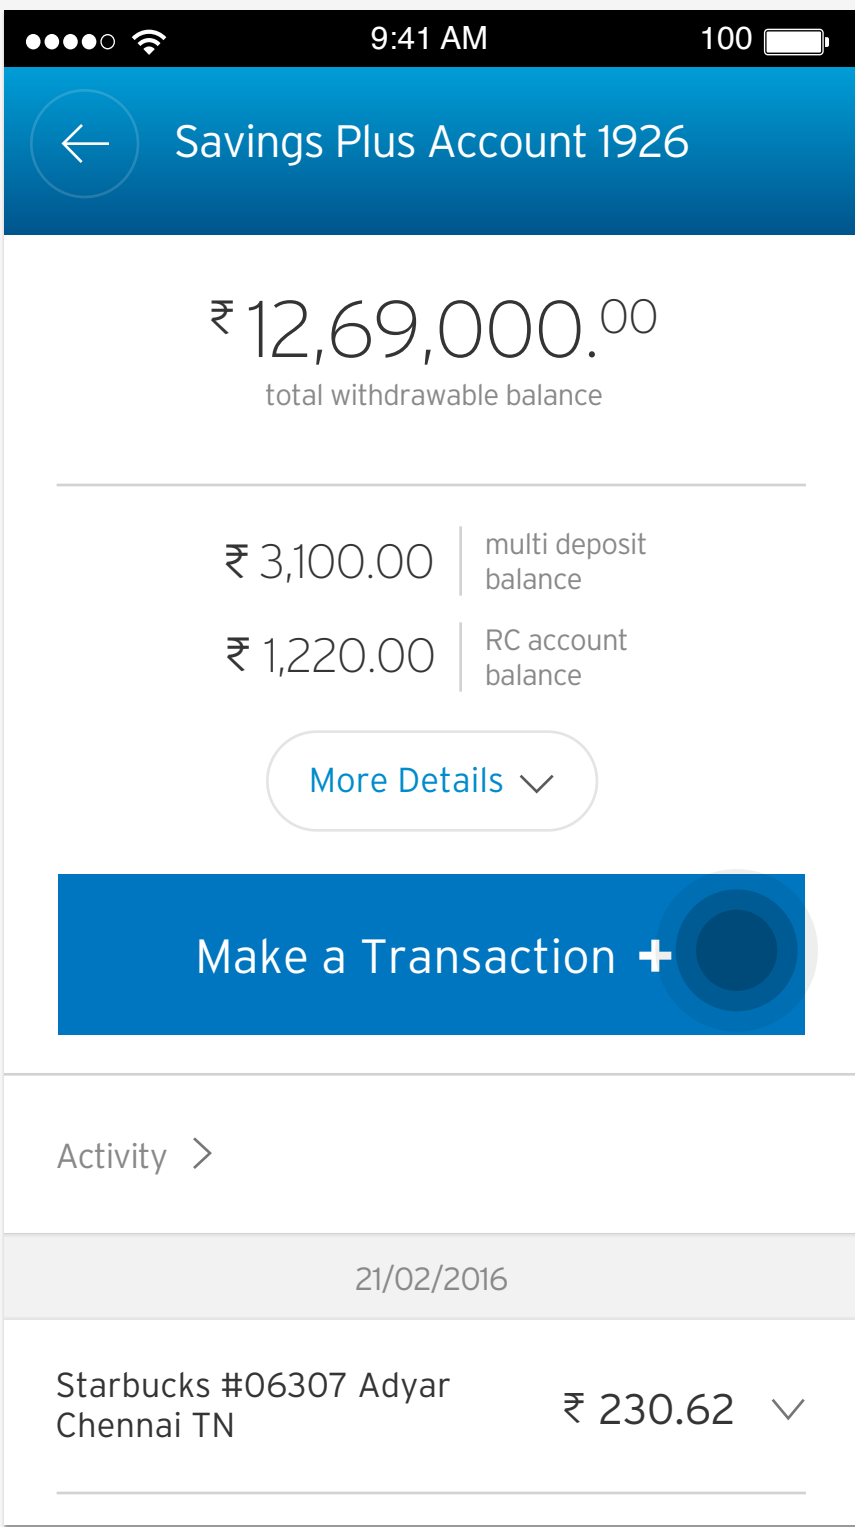 9:41 AM
100
Savings Plus Account 1926
₹ 12,69,000.00
total withdrawable balance
₹ 3,100.00
multi deposit
balance
₹ 1,220.00
RC account
balance
More Details
Make a Transaction +
Activity >
21/02/2016
Starbucks #06307 Adyar
Chennai TN
₹ 230.62